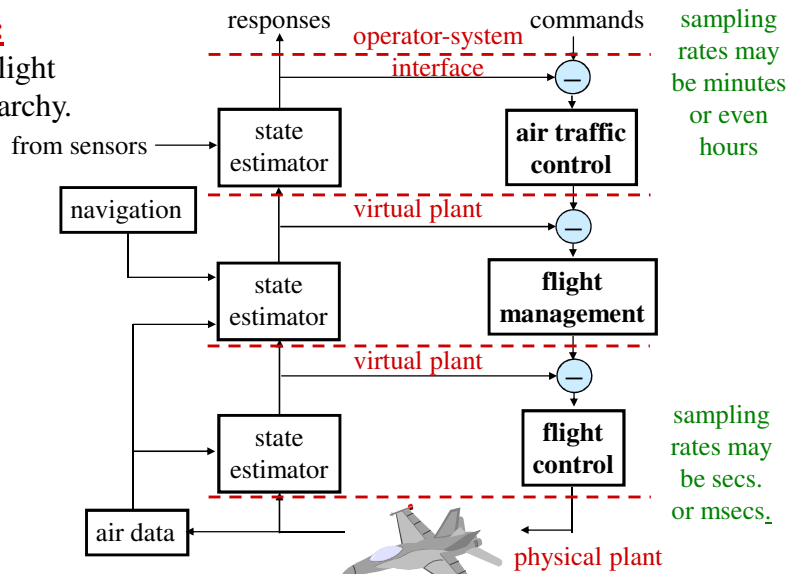 responses
commands
:
light
archy.
operator-system
interface
sampling
rates may
be minutes
or even
hours
–
from sensors
state
estimator
air traffic
control
navigation
virtual plant
–
state
estimator
flight
management
virtual plant
–
state
estimator
flight
control
sampling
rates may
be secs.
or msecs.
air data
physical plant